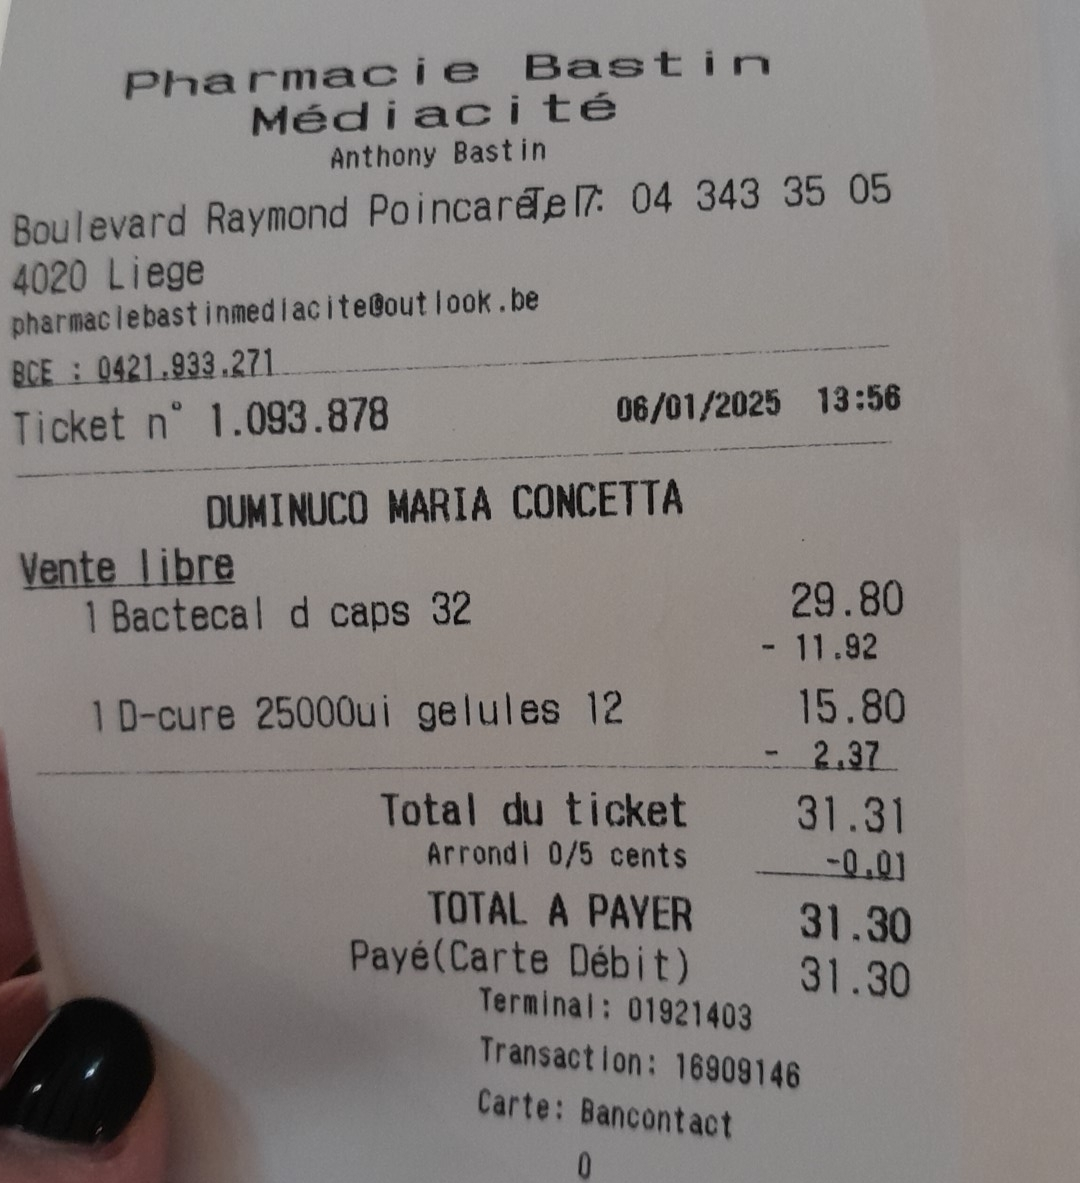 Pharmacie Bastin
Médiacité
Anthony Bastin
Boulevard Raymond Poincaré, 7 Tel : 04 343 35 05
4020 Liege
pharmaciebastinmediacite@outlook.be
BCE : 0421.933.271
Ticket n° 1.093.878 06/01/2025 13:56
DUMINUCO MARIA CONCETTA
Vente libre
1 Bactecal d caps 32 29.80
- 11.92
1 D-cure 25000ui gelules 12 15.80
- 2.37
Total du ticket 31.31
Arrondi 0/5 cents -0.01
TOTAL A PAYER 31.30
Payé(Carte Débit) 31.30
Terminal: 01921403
Transaction: 16909146
Carte: Bancontact
0